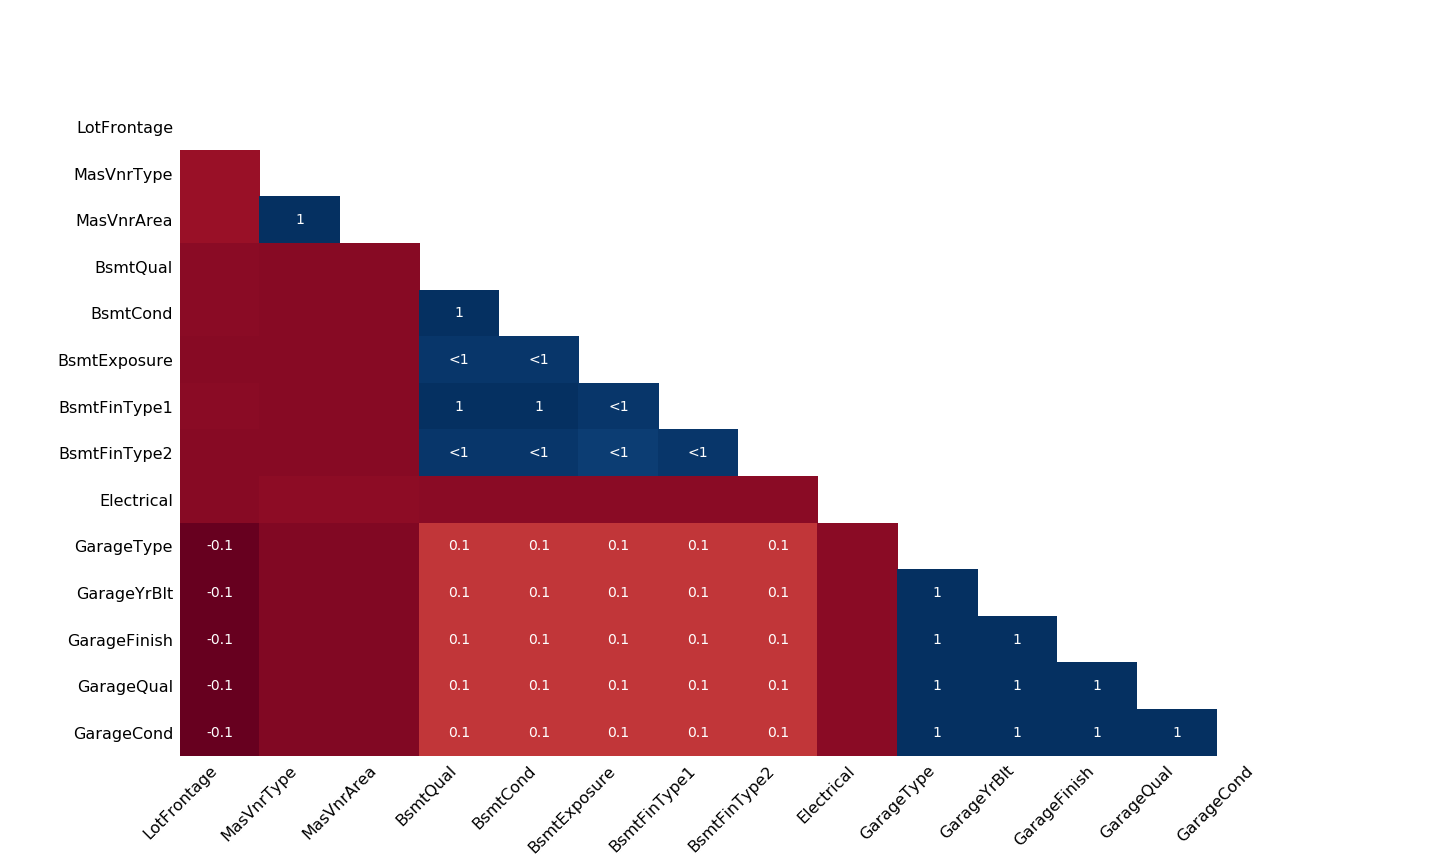 LotFrontage
MasVnrType
MasVnrArea 1
BsmtQual
BsmtCond 1
BsmtExposure <1 <1
BsmtFinType1 1 1 <1
BsmtFinType2 <1 <1 <1 <1
Electrical
GarageType -0.1 0.1 0.1 0.1 0.1 0.1
GarageYrBlt -0.1 0.1 0.1 0.1 0.1 0.1 1
GarageFinish -0.1 0.1 0.1 0.1 0.1 0.1 1 1
GarageQual -0.1 0.1 0.1 0.1 0.1 0.1 1 1 1
GarageCond -0.1 0.1 0.1 0.1 0.1 0.1 1 1 1 1
LotFrontage MasVnrType MasVnrArea BsmtQual BsmtCond BsmtExposure BsmtFinType1 BsmtFinType2 Electrical GarageType GarageYrBlt GarageFinish GarageQual GarageCond